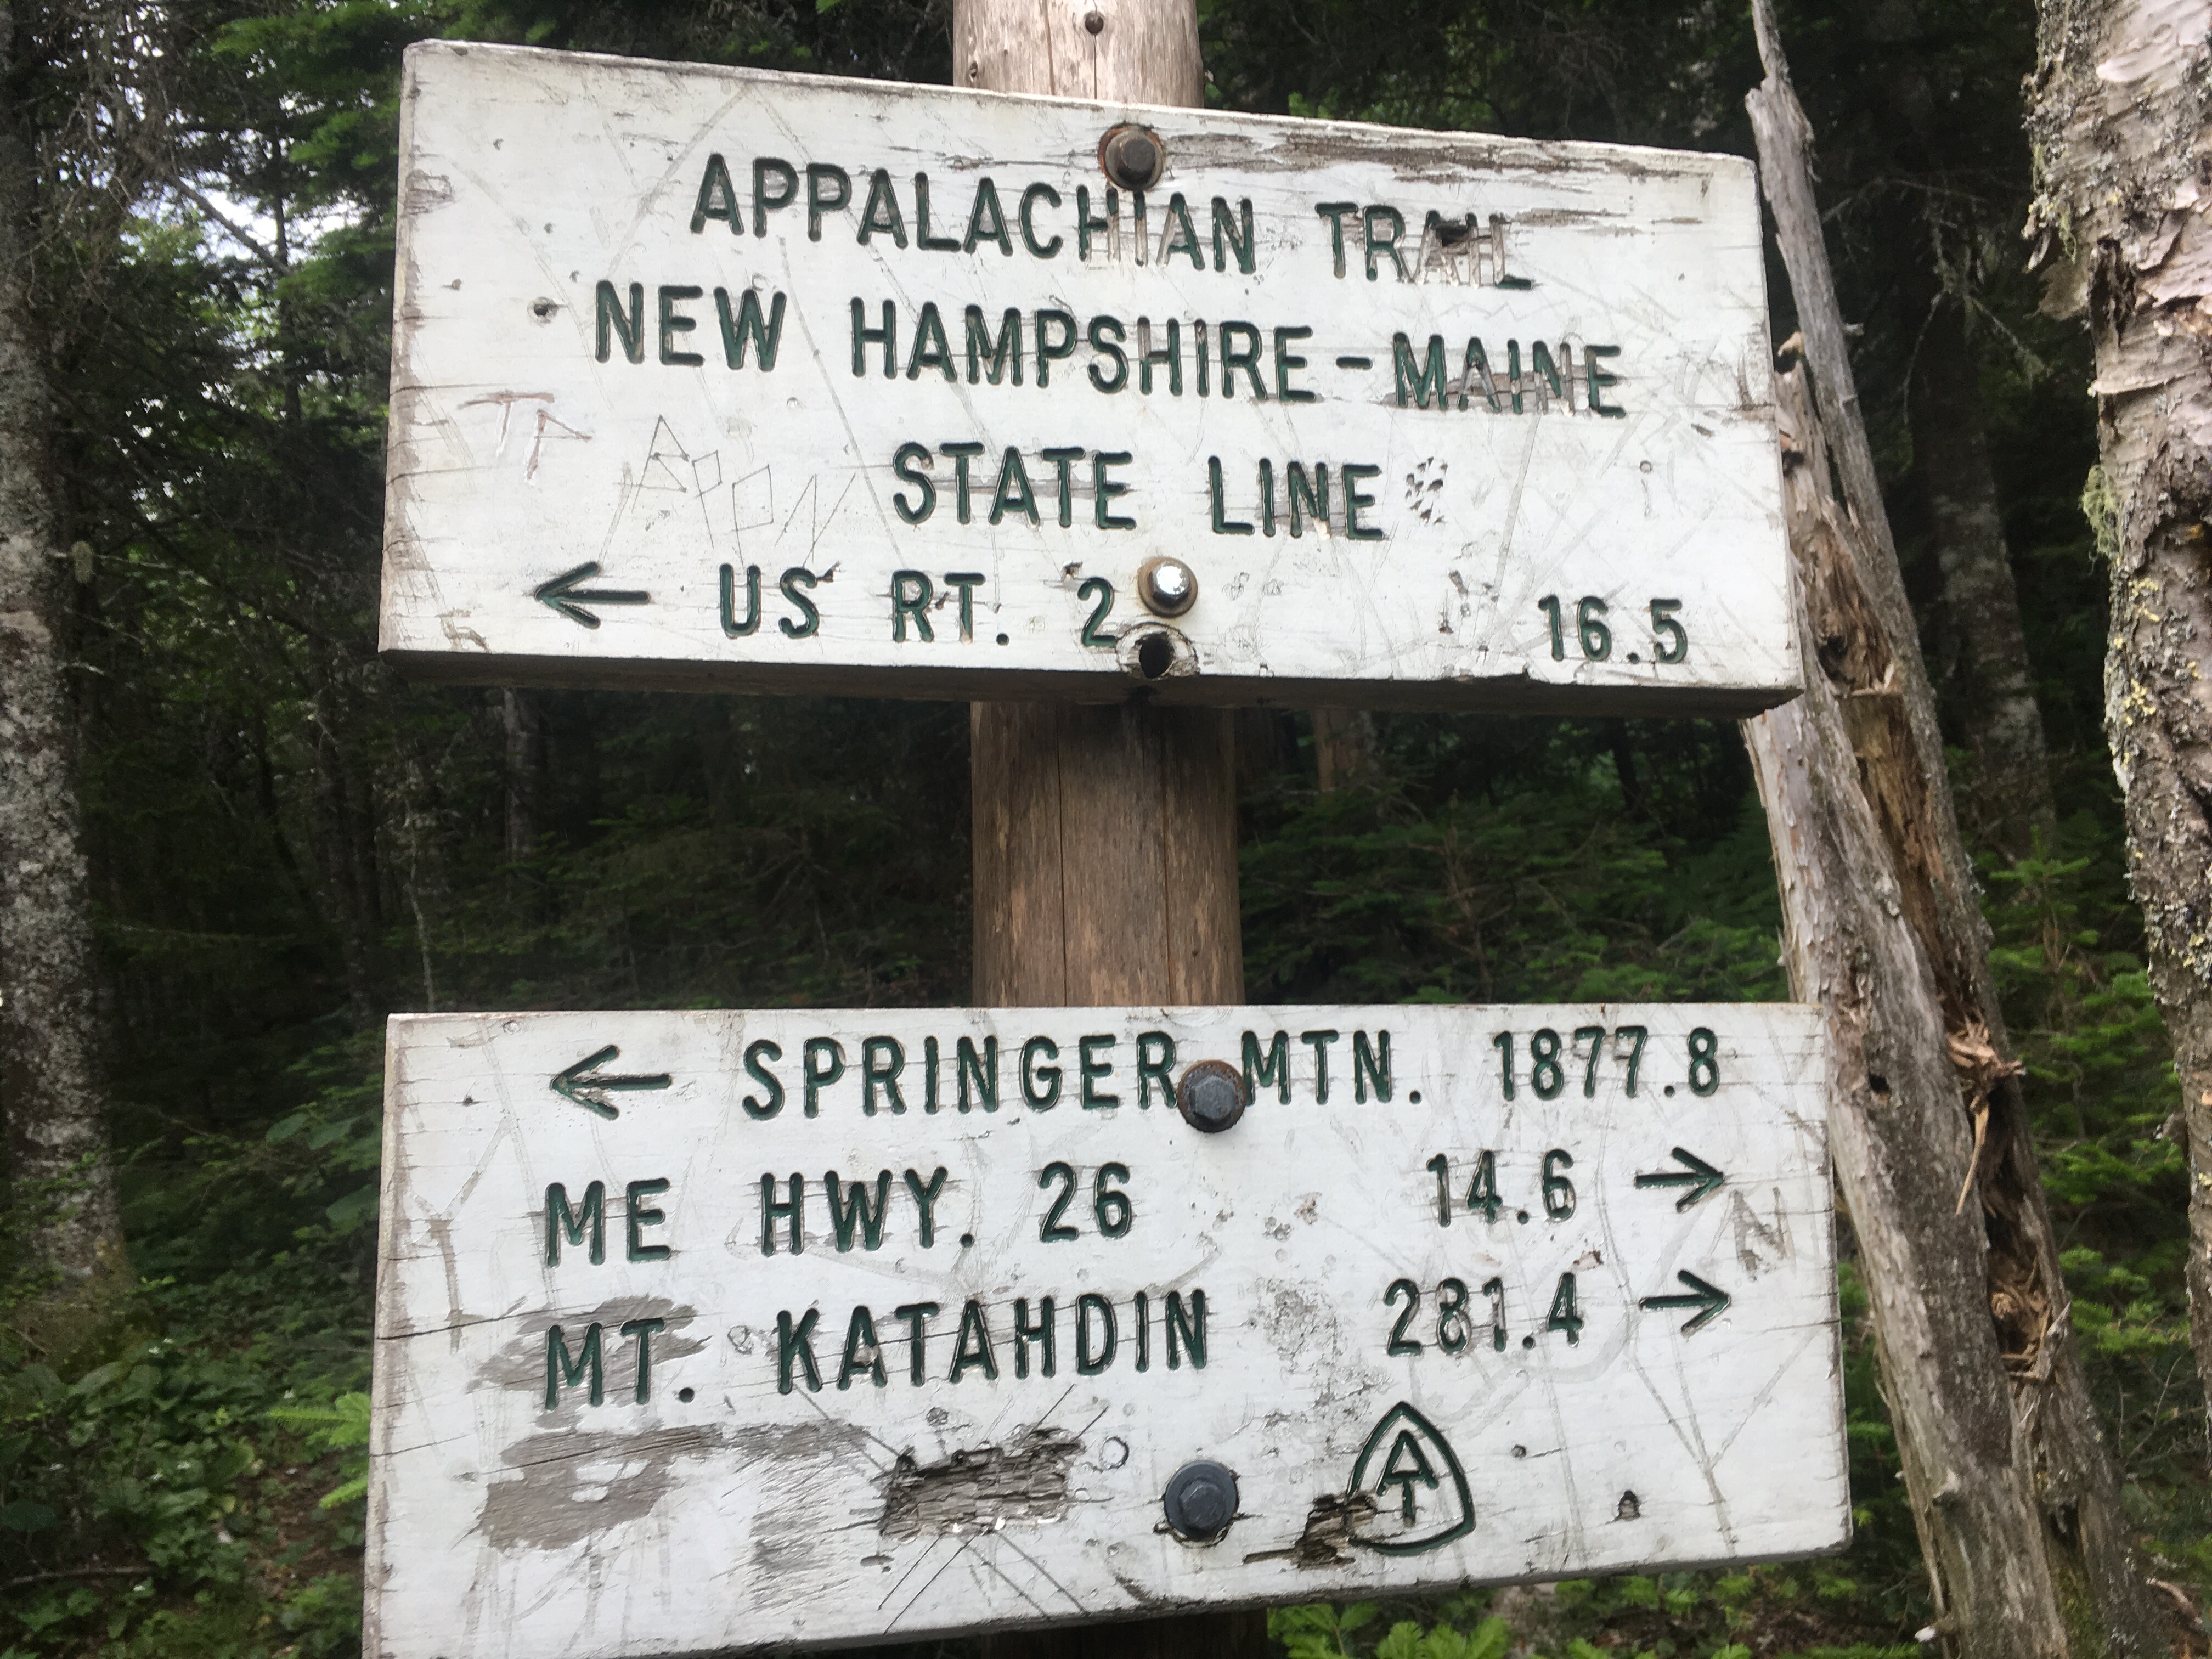 APPALACHIAN TRAIL
NEW HAMPSHIRE-MAINE
STATE LINE
← US RT. 2 16.5
← SPRINGER MTN. 1877.8
ME HWY. 26 14.6 →
MT. KATAHDIN 281.4 →
AT